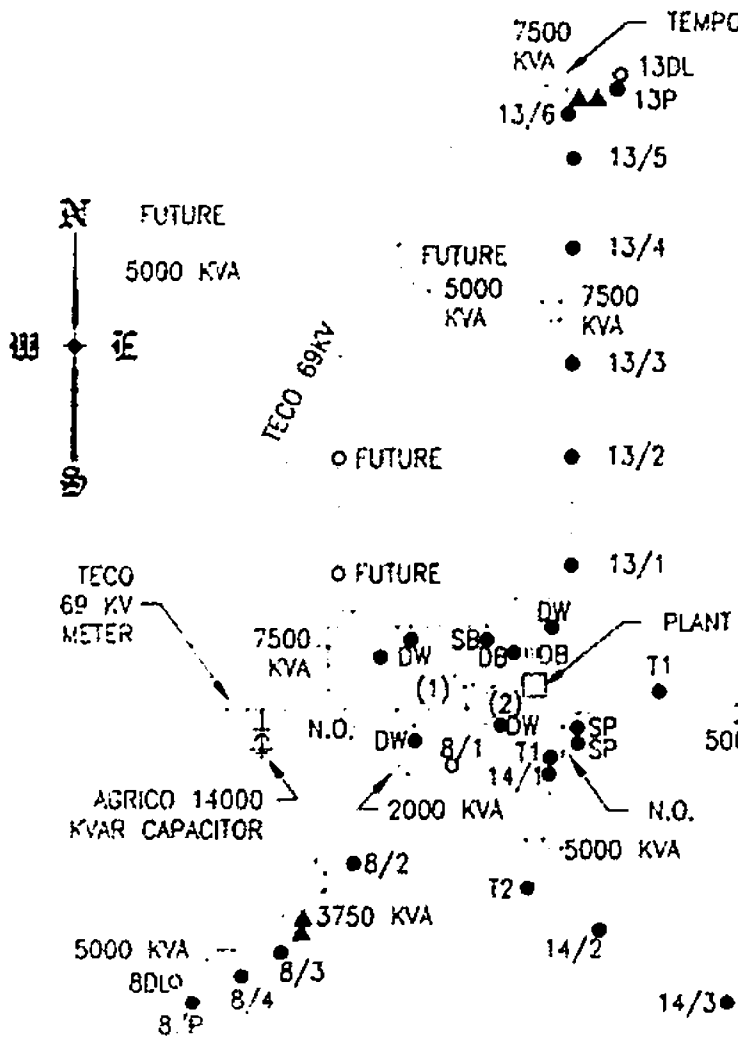 7500
KVA
TEMPO
13DL
13P
13/6
13/5
N
FUTURE
5000 KVA
13/4
FUTURE
5000
KVA
7500
KVA
W
E
13/3
TECO 69KV
FUTURE
13/2
S
TECO
69 KV
METER
FUTURE
13/1
7500
KVA
DW
SB
DB
DW
DB
PLANT
T1
(1)
(2)
N.O.
DW
8/1
DW
SP
SP
T1
14/1
500
AGRICO 14000
KVAR CAPACITOR
2000 KVA
N.O.
8/2
5000 KVA
T2
3750 KVA
5000 KVA
8/3
14/2
8DL
8/4
8/P
14/3